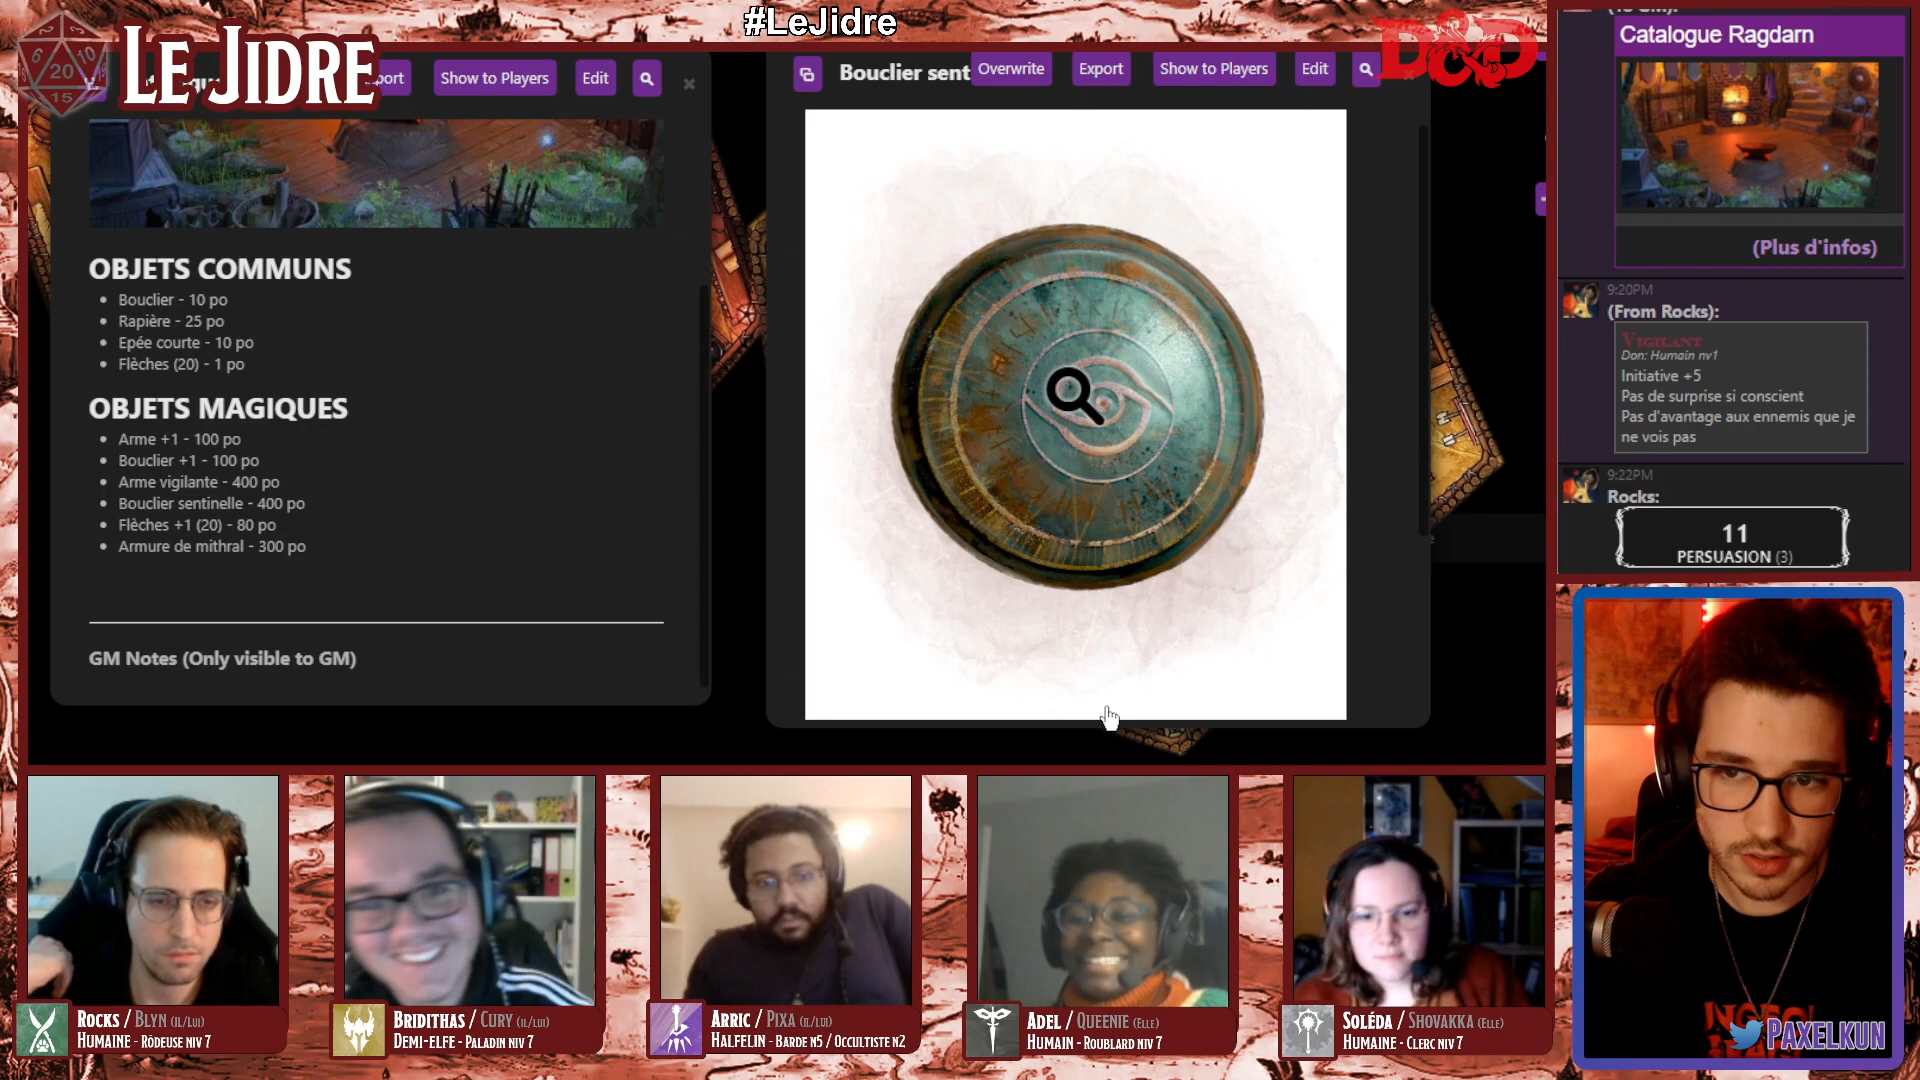 #LeJidre
LE JIDRE
Show to Players
Edit
Bouclier sent
Overwrite
Export
Show to Players
Edit
D&D
OBJETS COMMUNS
Bouclier - 10 po
Rapière - 25 po
Epée courte - 10 po
Flèches (20) - 1 po
OBJETS MAGIQUES
Arme +1 - 100 po
Bouclier +1 - 100 po
Arme vigilante - 400 po
Bouclier sentinelle - 400 po
Flèches +1 (20) - 80 po
Armure de mithral - 300 po
GM Notes (Only visible to GM)
Catalogue Ragdarn
(Plus d'infos)
9:20PM
(From Rocks):
VIGILANT
Don: Humain nv1
Initiative +5
Pas de surprise si conscient
Pas d'avantage aux ennemis que je
ne vois pas
9:22PM
Rocks:
11
PERSUASION (3)
ROCKS / BLYN (IL/LUI)
HUMAINE - RÔDEUSE NIV 7
BRIDITHAS / CURY (IL/LUI)
DEMI-ELFE - PALADIN NIV 7
ARRIC / PIXA (IL/LUI)
HALFELIN - BARDE N5 / OCCULTISTE N2
ADEL / QUEENIE (ELLE)
HUMAIN - ROUBLARD NIV 7
SOLÉDA / SHOVAKKA (ELLE)
HUMAINE - CLERC NIV 7
PAXELKUN